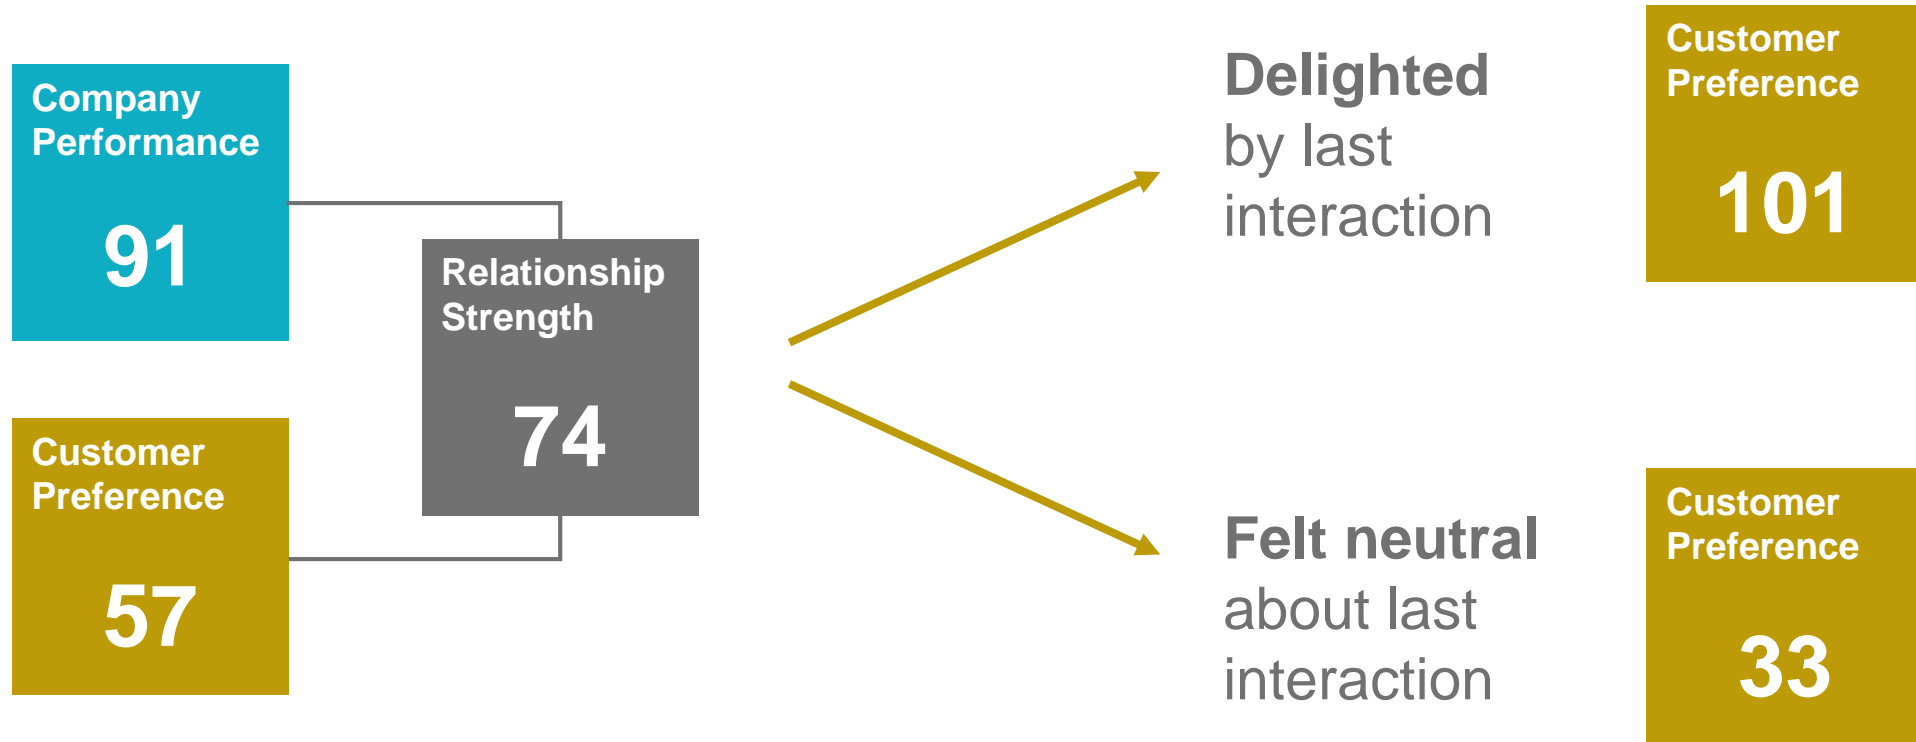 Company
Performance
91
Customer
Preference
57
Relationship
Strength
74
Delighted
by last
interaction
Customer
Preference
101
Felt neutral
about last
interaction
Customer
Preference
33